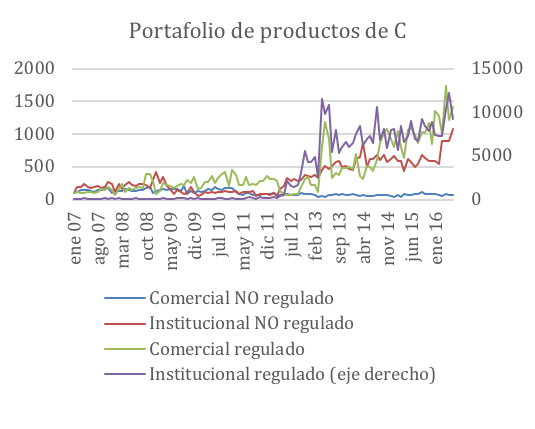 Portafolio de productos de C
2000 15000
1500
1000 10000
500 5000
0 0
ene 07 ago 07 mar 08 oct 08 may 09 dic 09 jul 10 may 11 dic 11 jul 12 feb 13 sep 13 abr 14 nov 14 jun 15 ene 16
Comercial NO regulado
Institucional NO regulado
Comercial regulado
Institucional regulado (eje derecho)